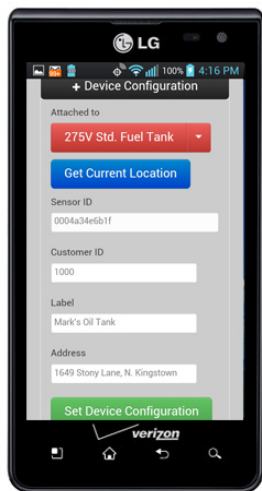 LG
100% 4:16 PM
+ Device Configuration
Attached to
275V Std. Fuel Tank
Get Current Location
Sensor ID
0004a34e6b1f
Customer ID
1000
Label
Mark's Oil Tank
Address
1649 Stony Lane, N. Kingstown
Set Device Configuration
verizon